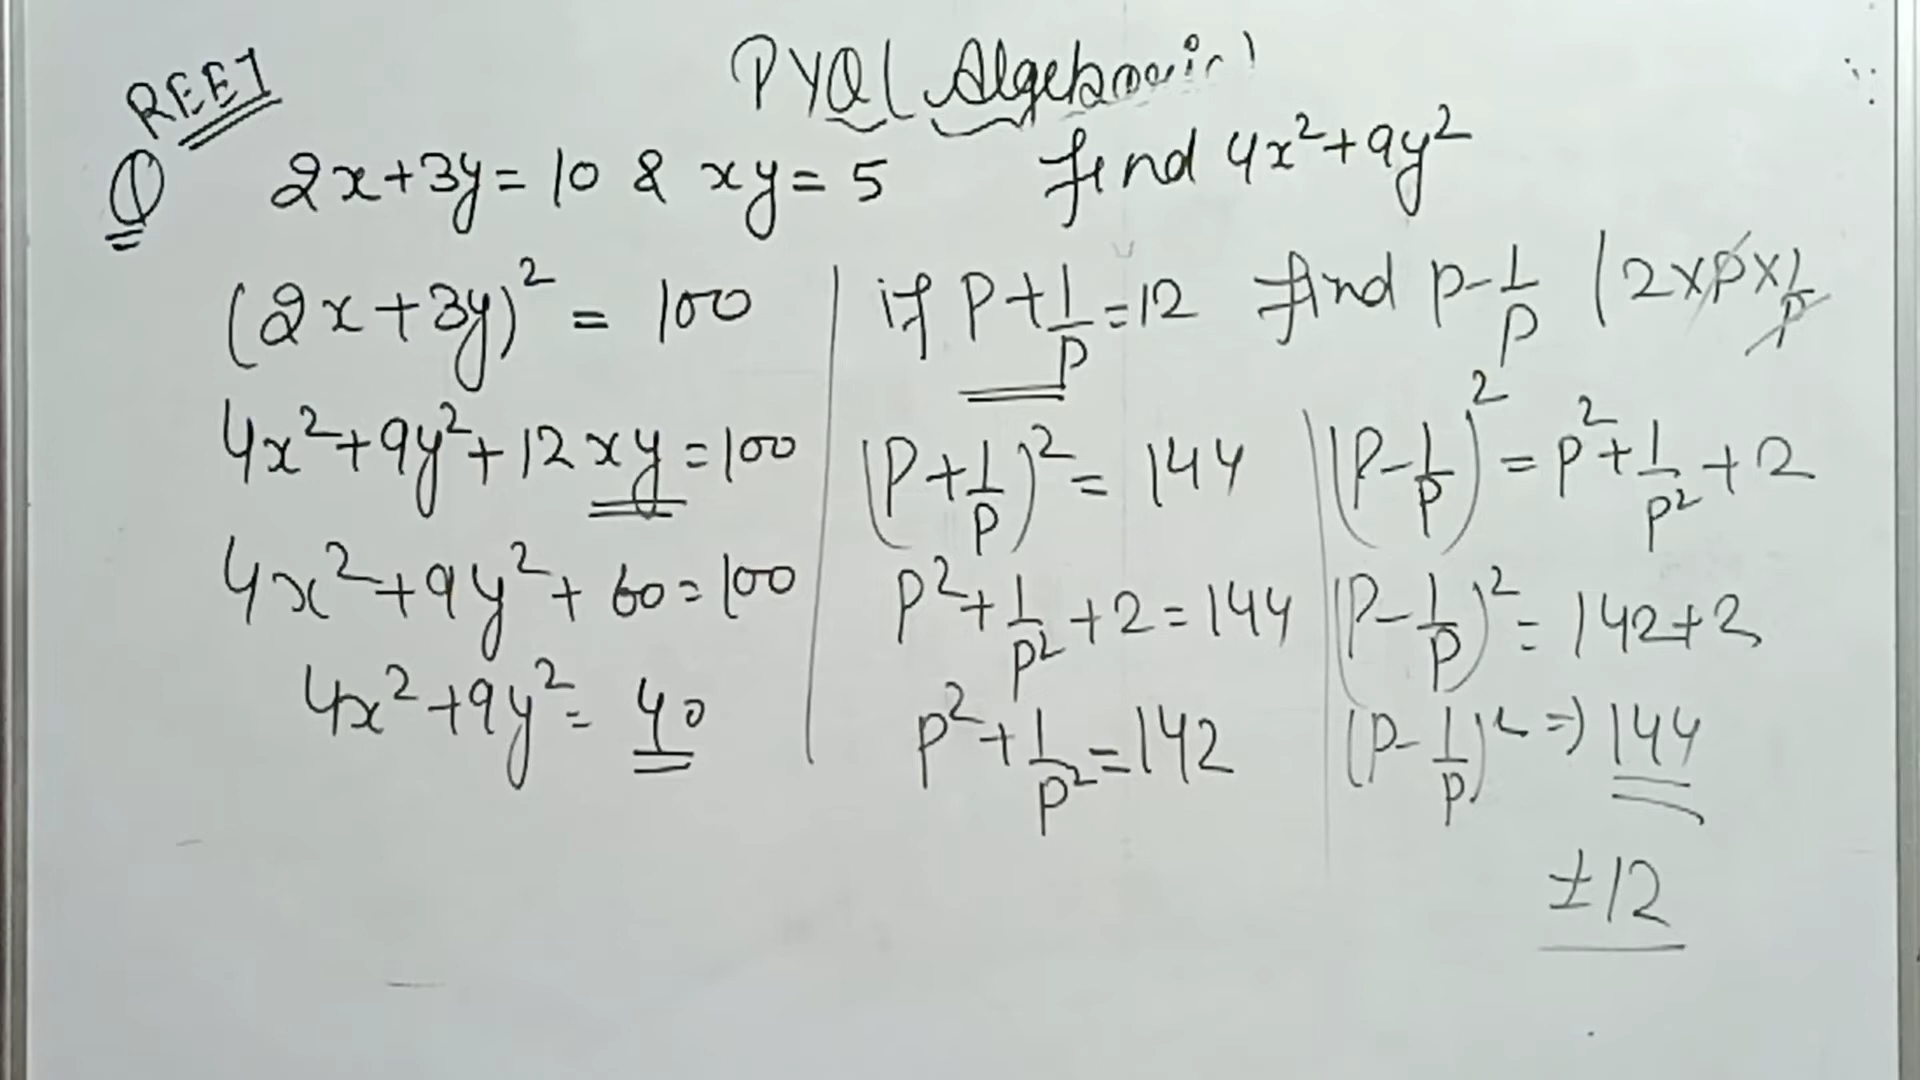 REET
PYQ( Algebraic)
Q 2x+3y=10 & xy=5 find 4x²+9y²
(2x+3y)² = 100
4x²+9y²+12xy=100
4x²+9y²+60=100
4x²+9y²=40
if P+1/P=12 find P-1/P (2×P×1/P
(P+1/P)²=144
P²+1/P²+2=144
P²+1/P²=142
(P-1/P)²=P²+1/P²+2
(P-1/P)²=142+2
(P-1/P)²=)144
±12